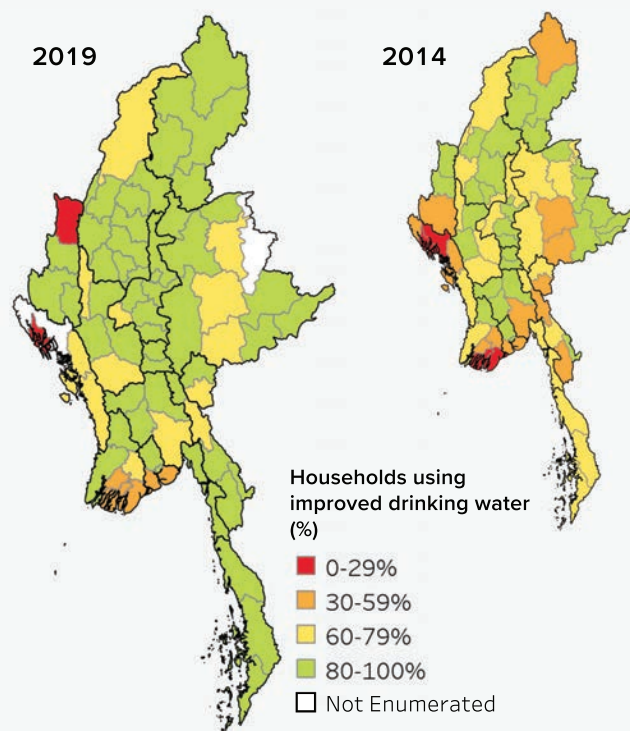 2019
2014
Households using
improved drinking water
(%)
0-29%
30-59%
60-79%
80-100%
Not Enumerated